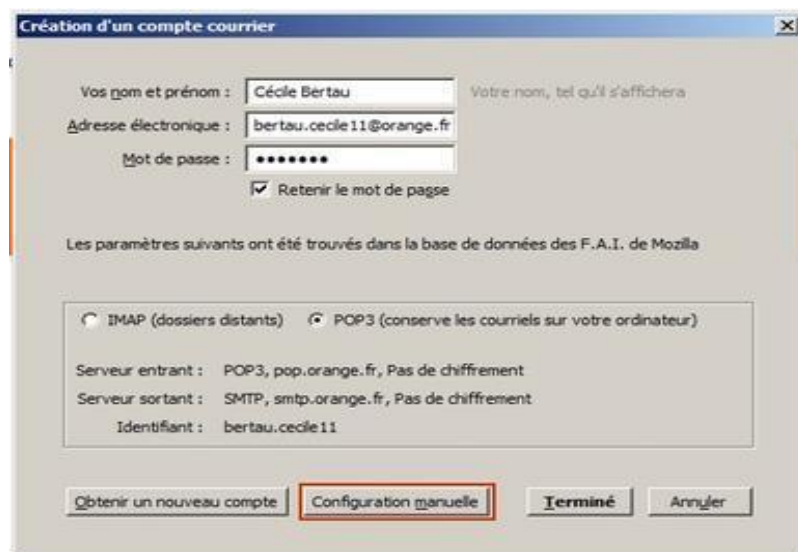 Création d'un compte courrier
Vos nom et prénom : Cécile Bertau Votre nom, tel qu'il s'affichera
Adresse électronique : bertau.cecile11@orange.fr
Mot de passe : •••••••
Retenir le mot de passe
Les paramètres suivants ont été trouvés dans la base de données des F.A.I. de Mozilla
IMAP (dossiers distants) POP3 (conserve les courriels sur votre ordinateur)
Serveur entrant : POP3, pop.orange.fr, Pas de chiffrement
Serveur sortant : SMTP, smtp.orange.fr, Pas de chiffrement
Identifiant : bertau.cecile11
Obtenir un nouveau compte Configuration manuelle Terminé Annuler